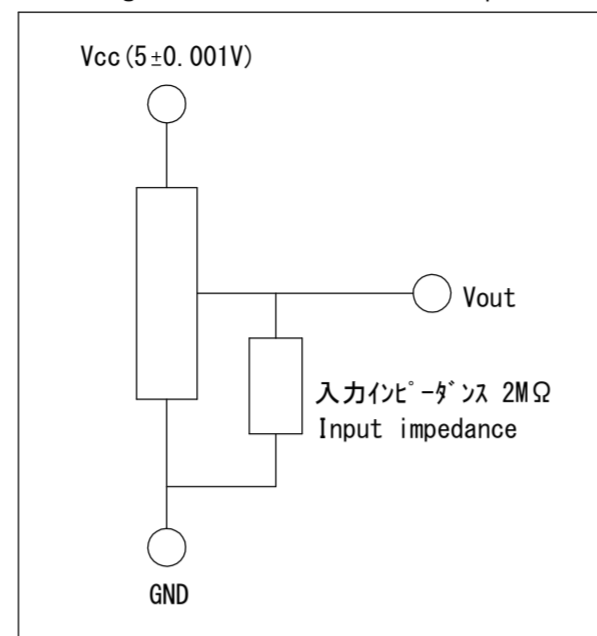 Vcc(5±0.001V)
Vout
入力ｲﾝﾋﾟｰﾀﾞﾝｽ 2MΩ
Input impedance
GND